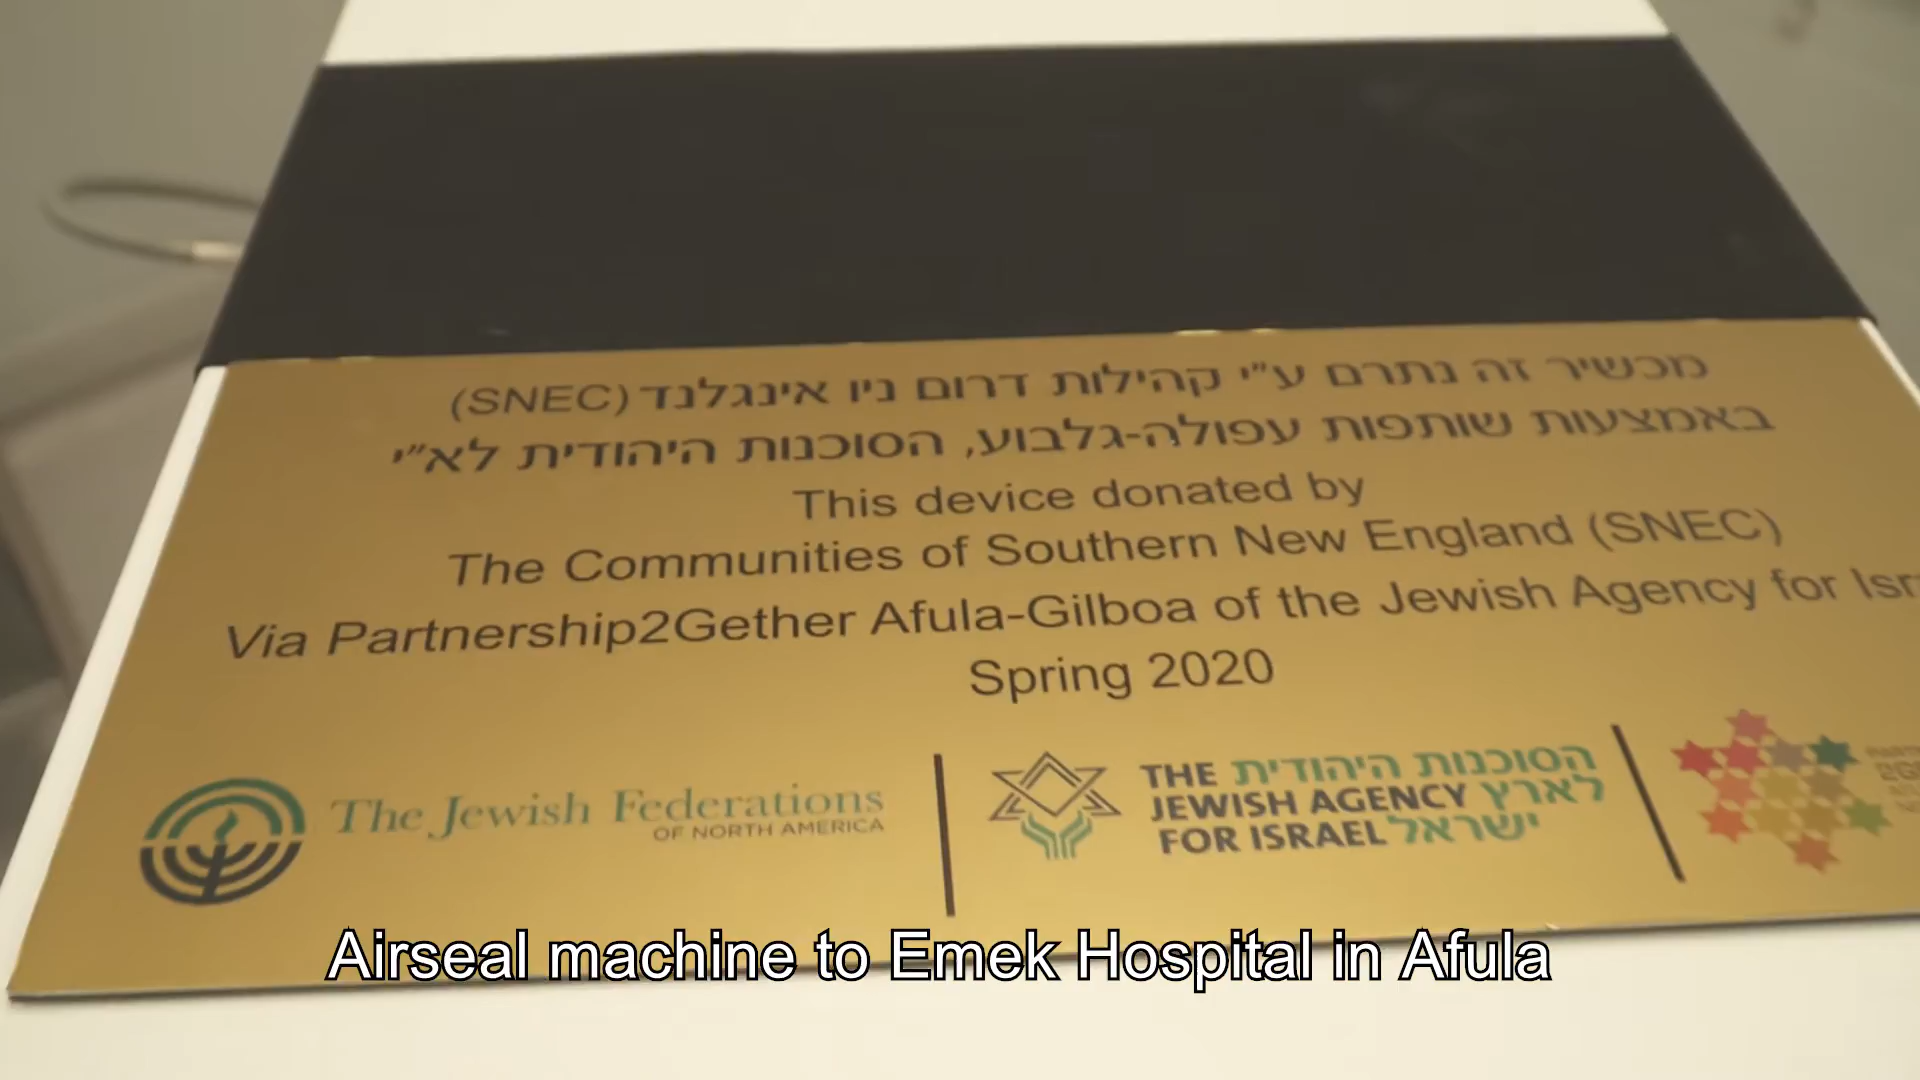 מכשיר זה נתרם ע"י קהילות דרום ניו אינגלנד (SNEC)
באמצעות שותפות עפולה-גלבוע, הסוכנות היהודית לא"י
This device donated by
The Communities of Southern New England (SNEC)
Via Partnership2Gether Afula-Gilboa of the Jewish Agency for
Spring 2020
The Jewish Federations
OF NORTH AMERICA
THE הסוכנות היהודית
JEWISH AGENCY לארץ
FOR ISRAEL ישראל
Airseal machine to Emek Hospital in Afula